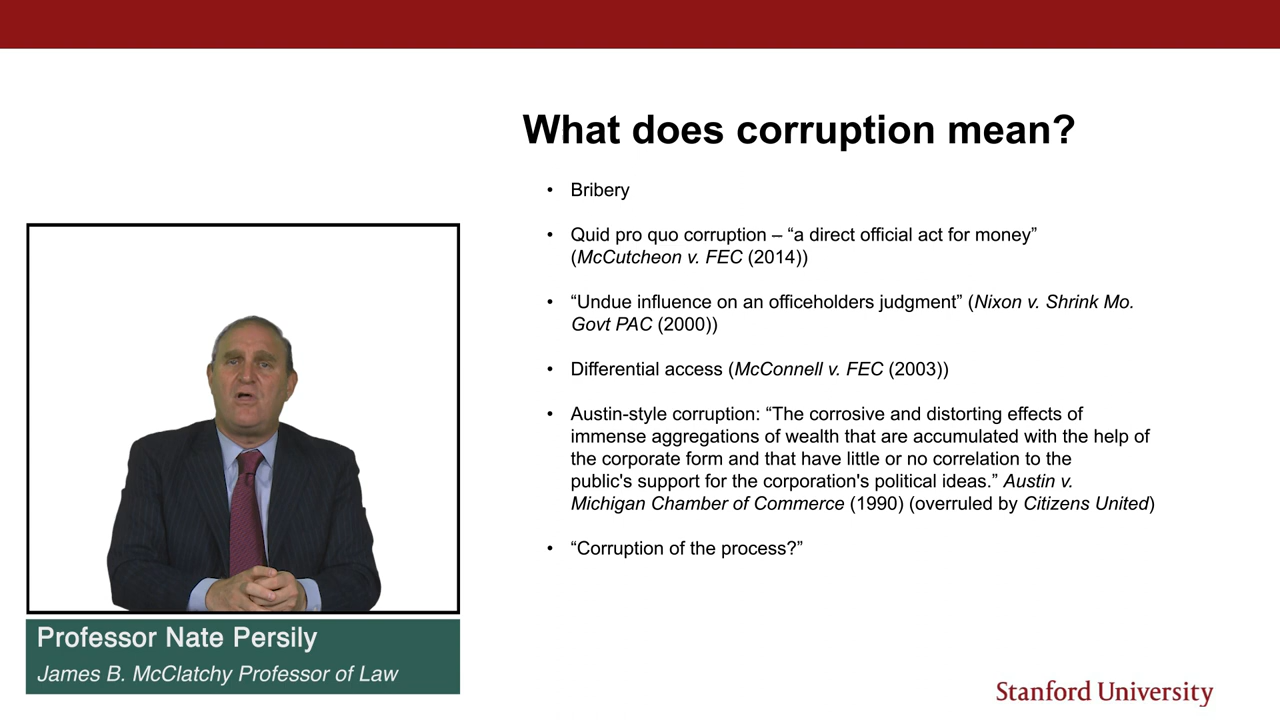 What does corruption mean?
• Bribery
• Quid pro quo corruption – “a direct official act for money”
(McCutcheon v. FEC (2014))
• “Undue influence on an officeholders judgment” (Nixon v. Shrink Mo.
Govt PAC (2000))
• Differential access (McConnell v. FEC (2003))
• Austin-style corruption: “The corrosive and distorting effects of
immense aggregations of wealth that are accumulated with the help of
the corporate form and that have little or no correlation to the
public's support for the corporation's political ideas.” Austin v.
Michigan Chamber of Commerce (1990) (overruled by Citizens United)
• “Corruption of the process?”
Professor Nate Persily
James B. McClatchy Professor of Law
Stanford University